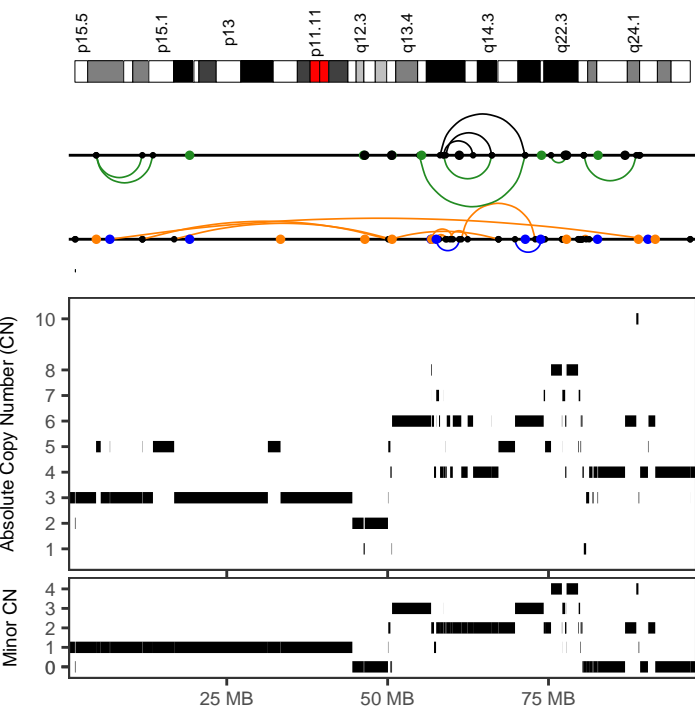 p15.5
p15.1
p13
p11.11
q12.3
q13.4
q14.3
q22.3
q24.1
Absolute Copy Number (CN)
10
8
7
6
5
4
3
2
1
Minor CN
4
3
2
1
0
25 MB
50 MB
75 MB